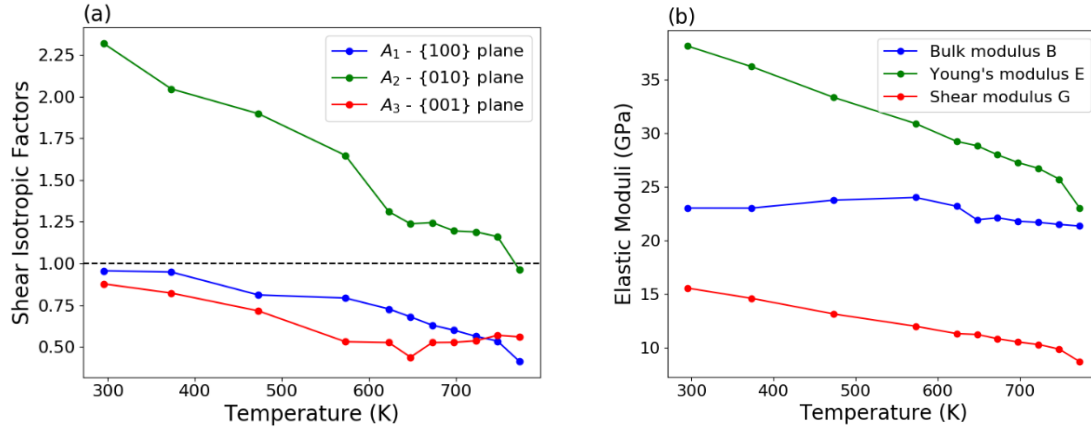 (a)
Shear Isotropic Factors
2.25
2.00
1.75
1.50
1.25
1.00
0.75
0.50
A₁ - {100} plane
A₂ - {010} plane
A₃ - {001} plane
300 400 500 600 700
Temperature (K)
(b)
Elastic Moduli (GPa)
35
30
25
20
15
10
Bulk modulus B
Young's modulus E
Shear modulus G
300 400 500 600 700
Temperature (K)